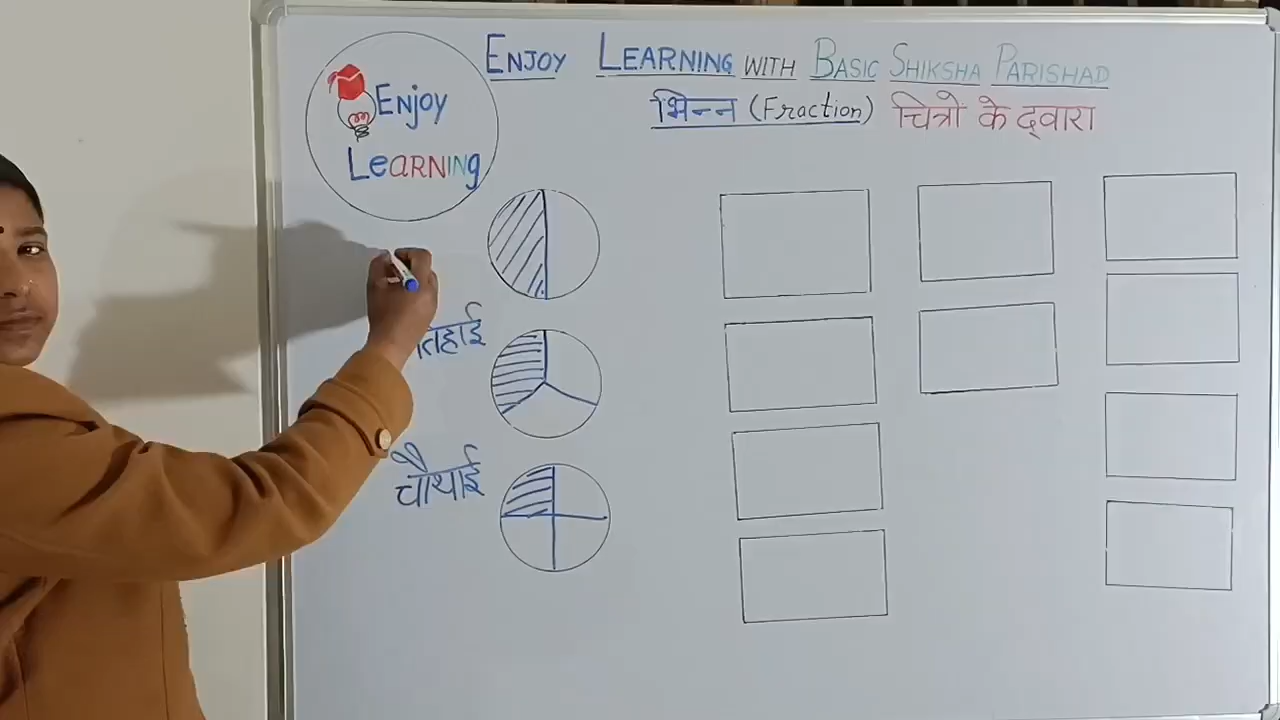 Enjoy
Learning
ENJOY LEARNING WITH BASIC SHIKSHA PARISHAD
भिन्न (Fraction) चित्रों के द्वारा
तिहाई
चौथाई